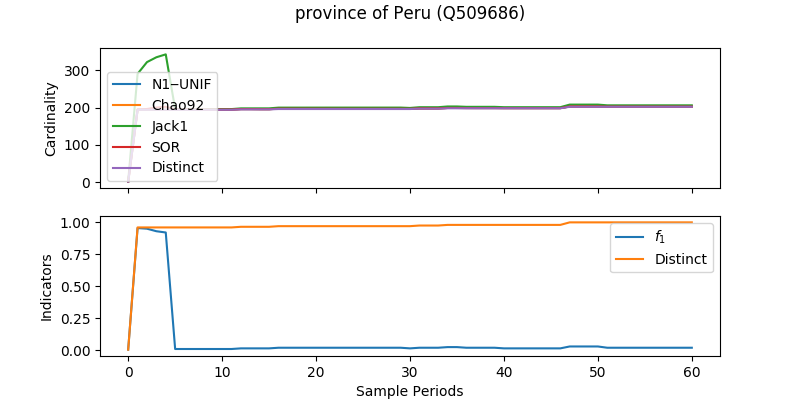 province of Peru (Q509686)
Cardinality
300
200
100
0
N1‒UNIF
Chao92
Jack1
SOR
Distinct
Indicators
1.00
0.75
0.50
0.25
0.00
f1
Distinct
0 10 20 30 40 50 60
Sample Periods